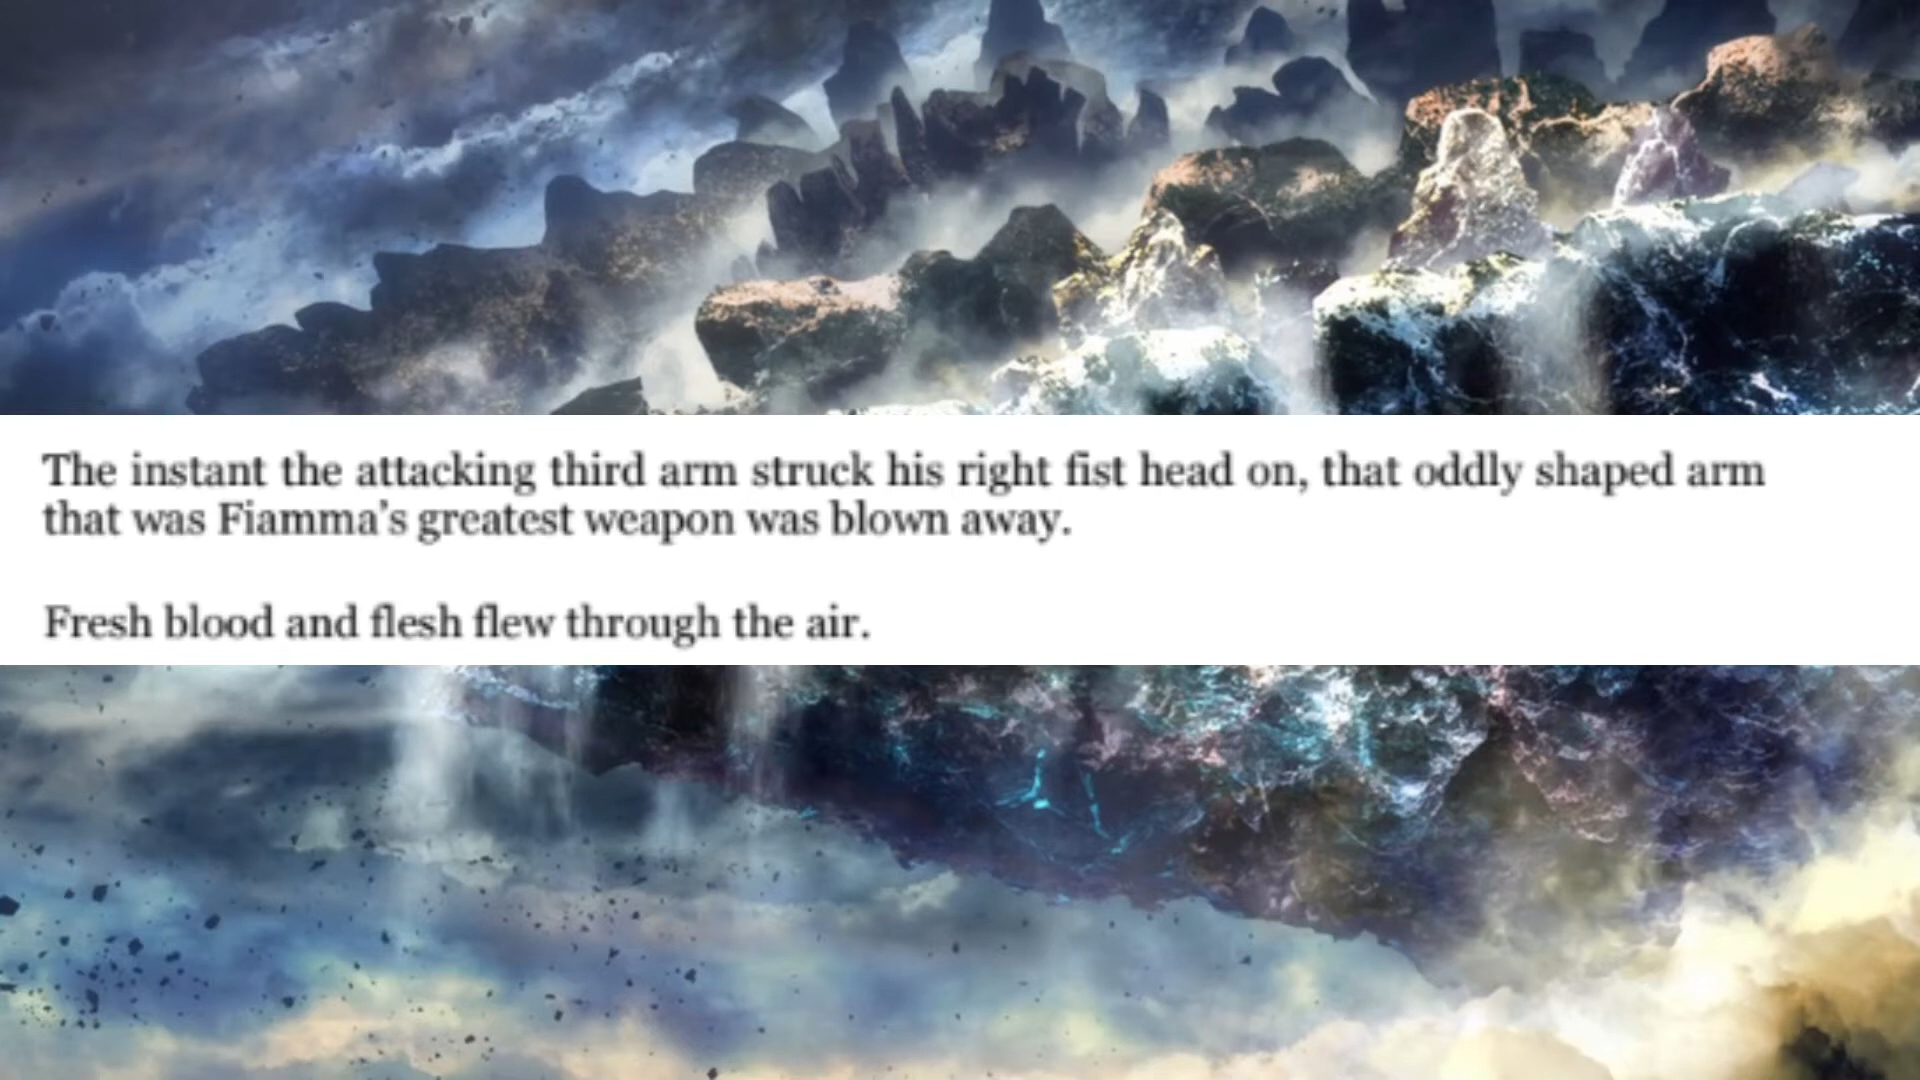 The instant the attacking third arm struck his right fist head on, that oddly shaped arm
that was Fiamma’s greatest weapon was blown away.
Fresh blood and flesh flew through the air.